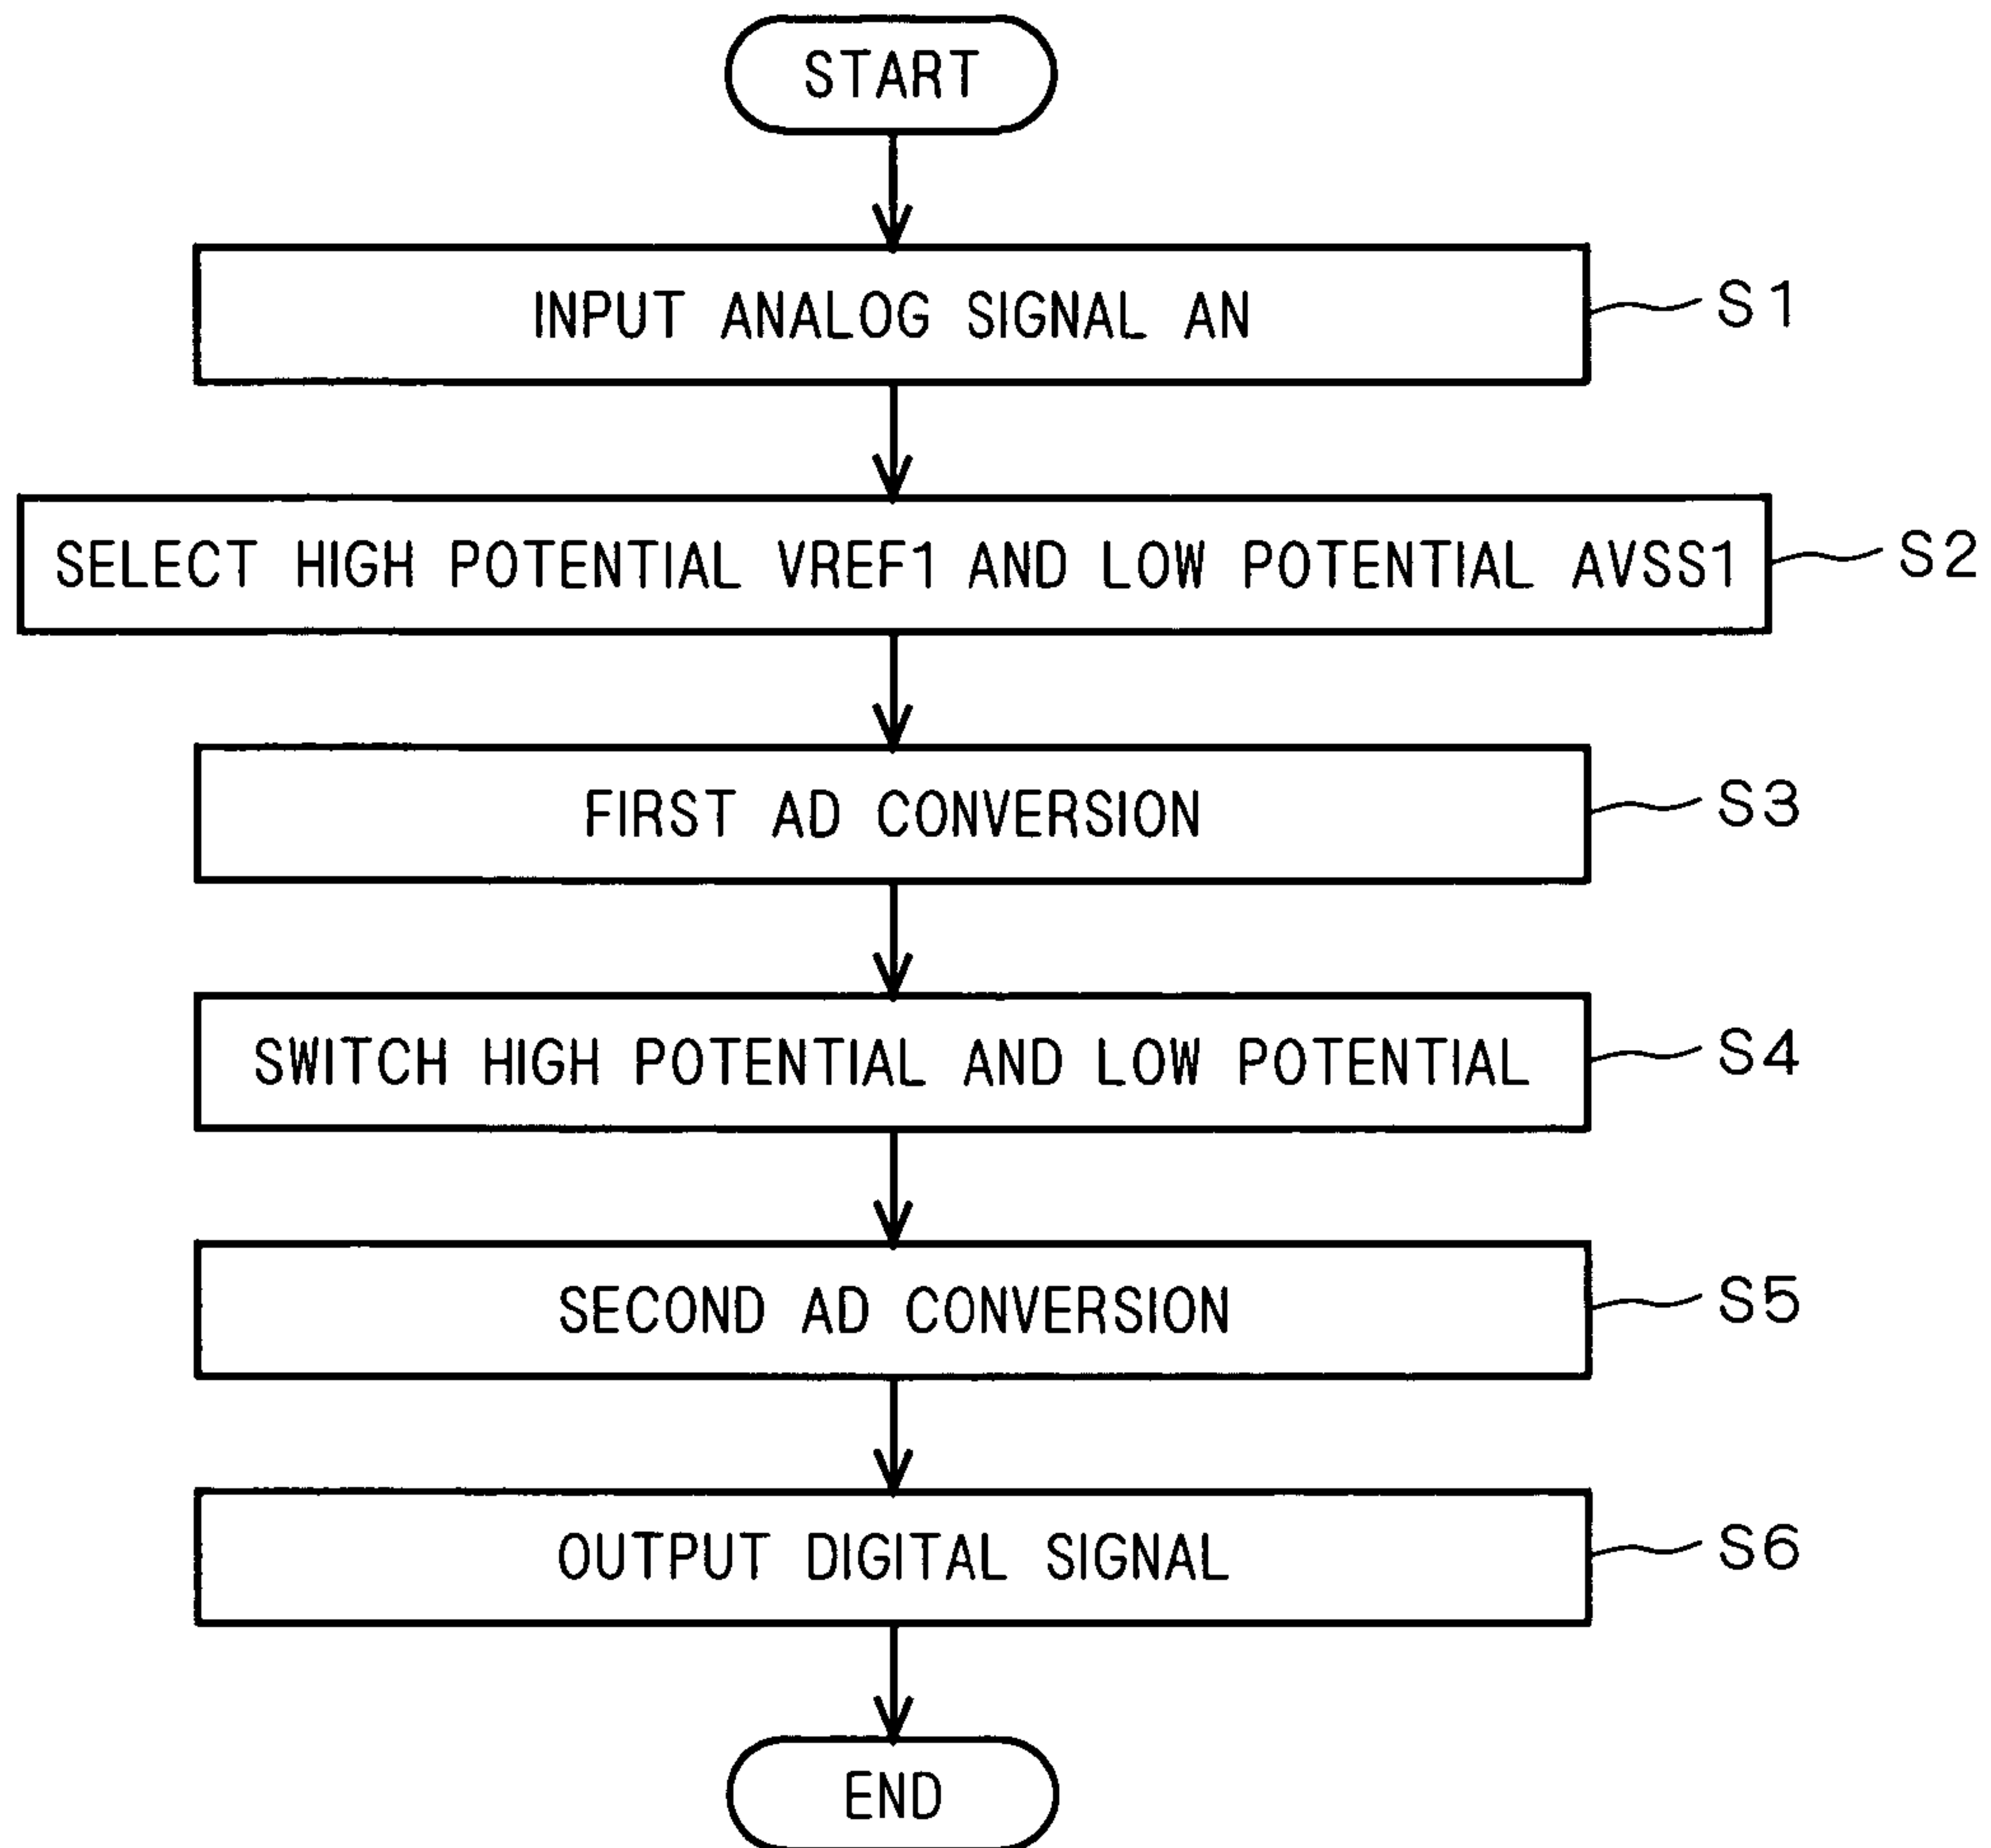 START
INPUT ANALOG SIGNAL AN
S1
SELECT HIGH POTENTIAL VREF1 AND LOW POTENTIAL AVSS1
S2
FIRST AD CONVERSION
S3
SWITCH HIGH POTENTIAL AND LOW POTENTIAL
S4
SECOND AD CONVERSION
S5
OUTPUT DIGITAL SIGNAL
S6
END